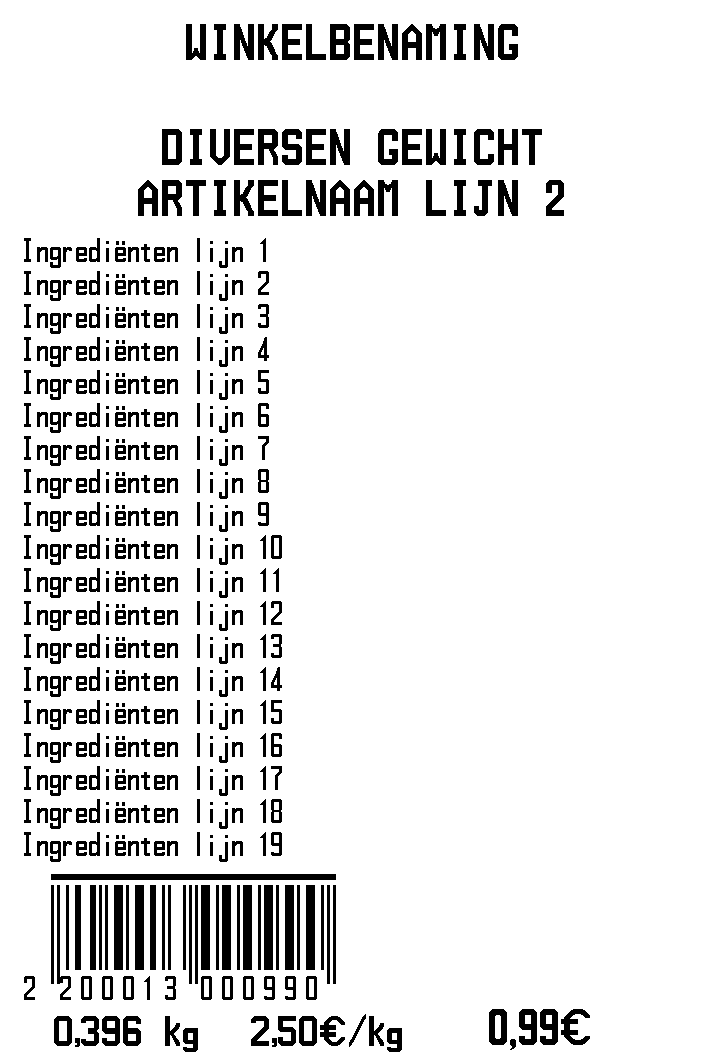 WINKELBENAMING
DIVERSEN GEWICHT
ARTIKELNAAM LIJN 2
Ingrediënten lijn 1
Ingrediënten lijn 2
Ingrediënten lijn 3
Ingrediënten lijn 4
Ingrediënten lijn 5
Ingrediënten lijn 6
Ingrediënten lijn 7
Ingrediënten lijn 8
Ingrediënten lijn 9
Ingrediënten lijn 10
Ingrediënten lijn 11
Ingrediënten lijn 12
Ingrediënten lijn 13
Ingrediënten lijn 14
Ingrediënten lijn 15
Ingrediënten lijn 16
Ingrediënten lijn 17
Ingrediënten lijn 18
Ingrediënten lijn 19
2 200013 000990
0,396 kg 2,50€/kg 0,99€